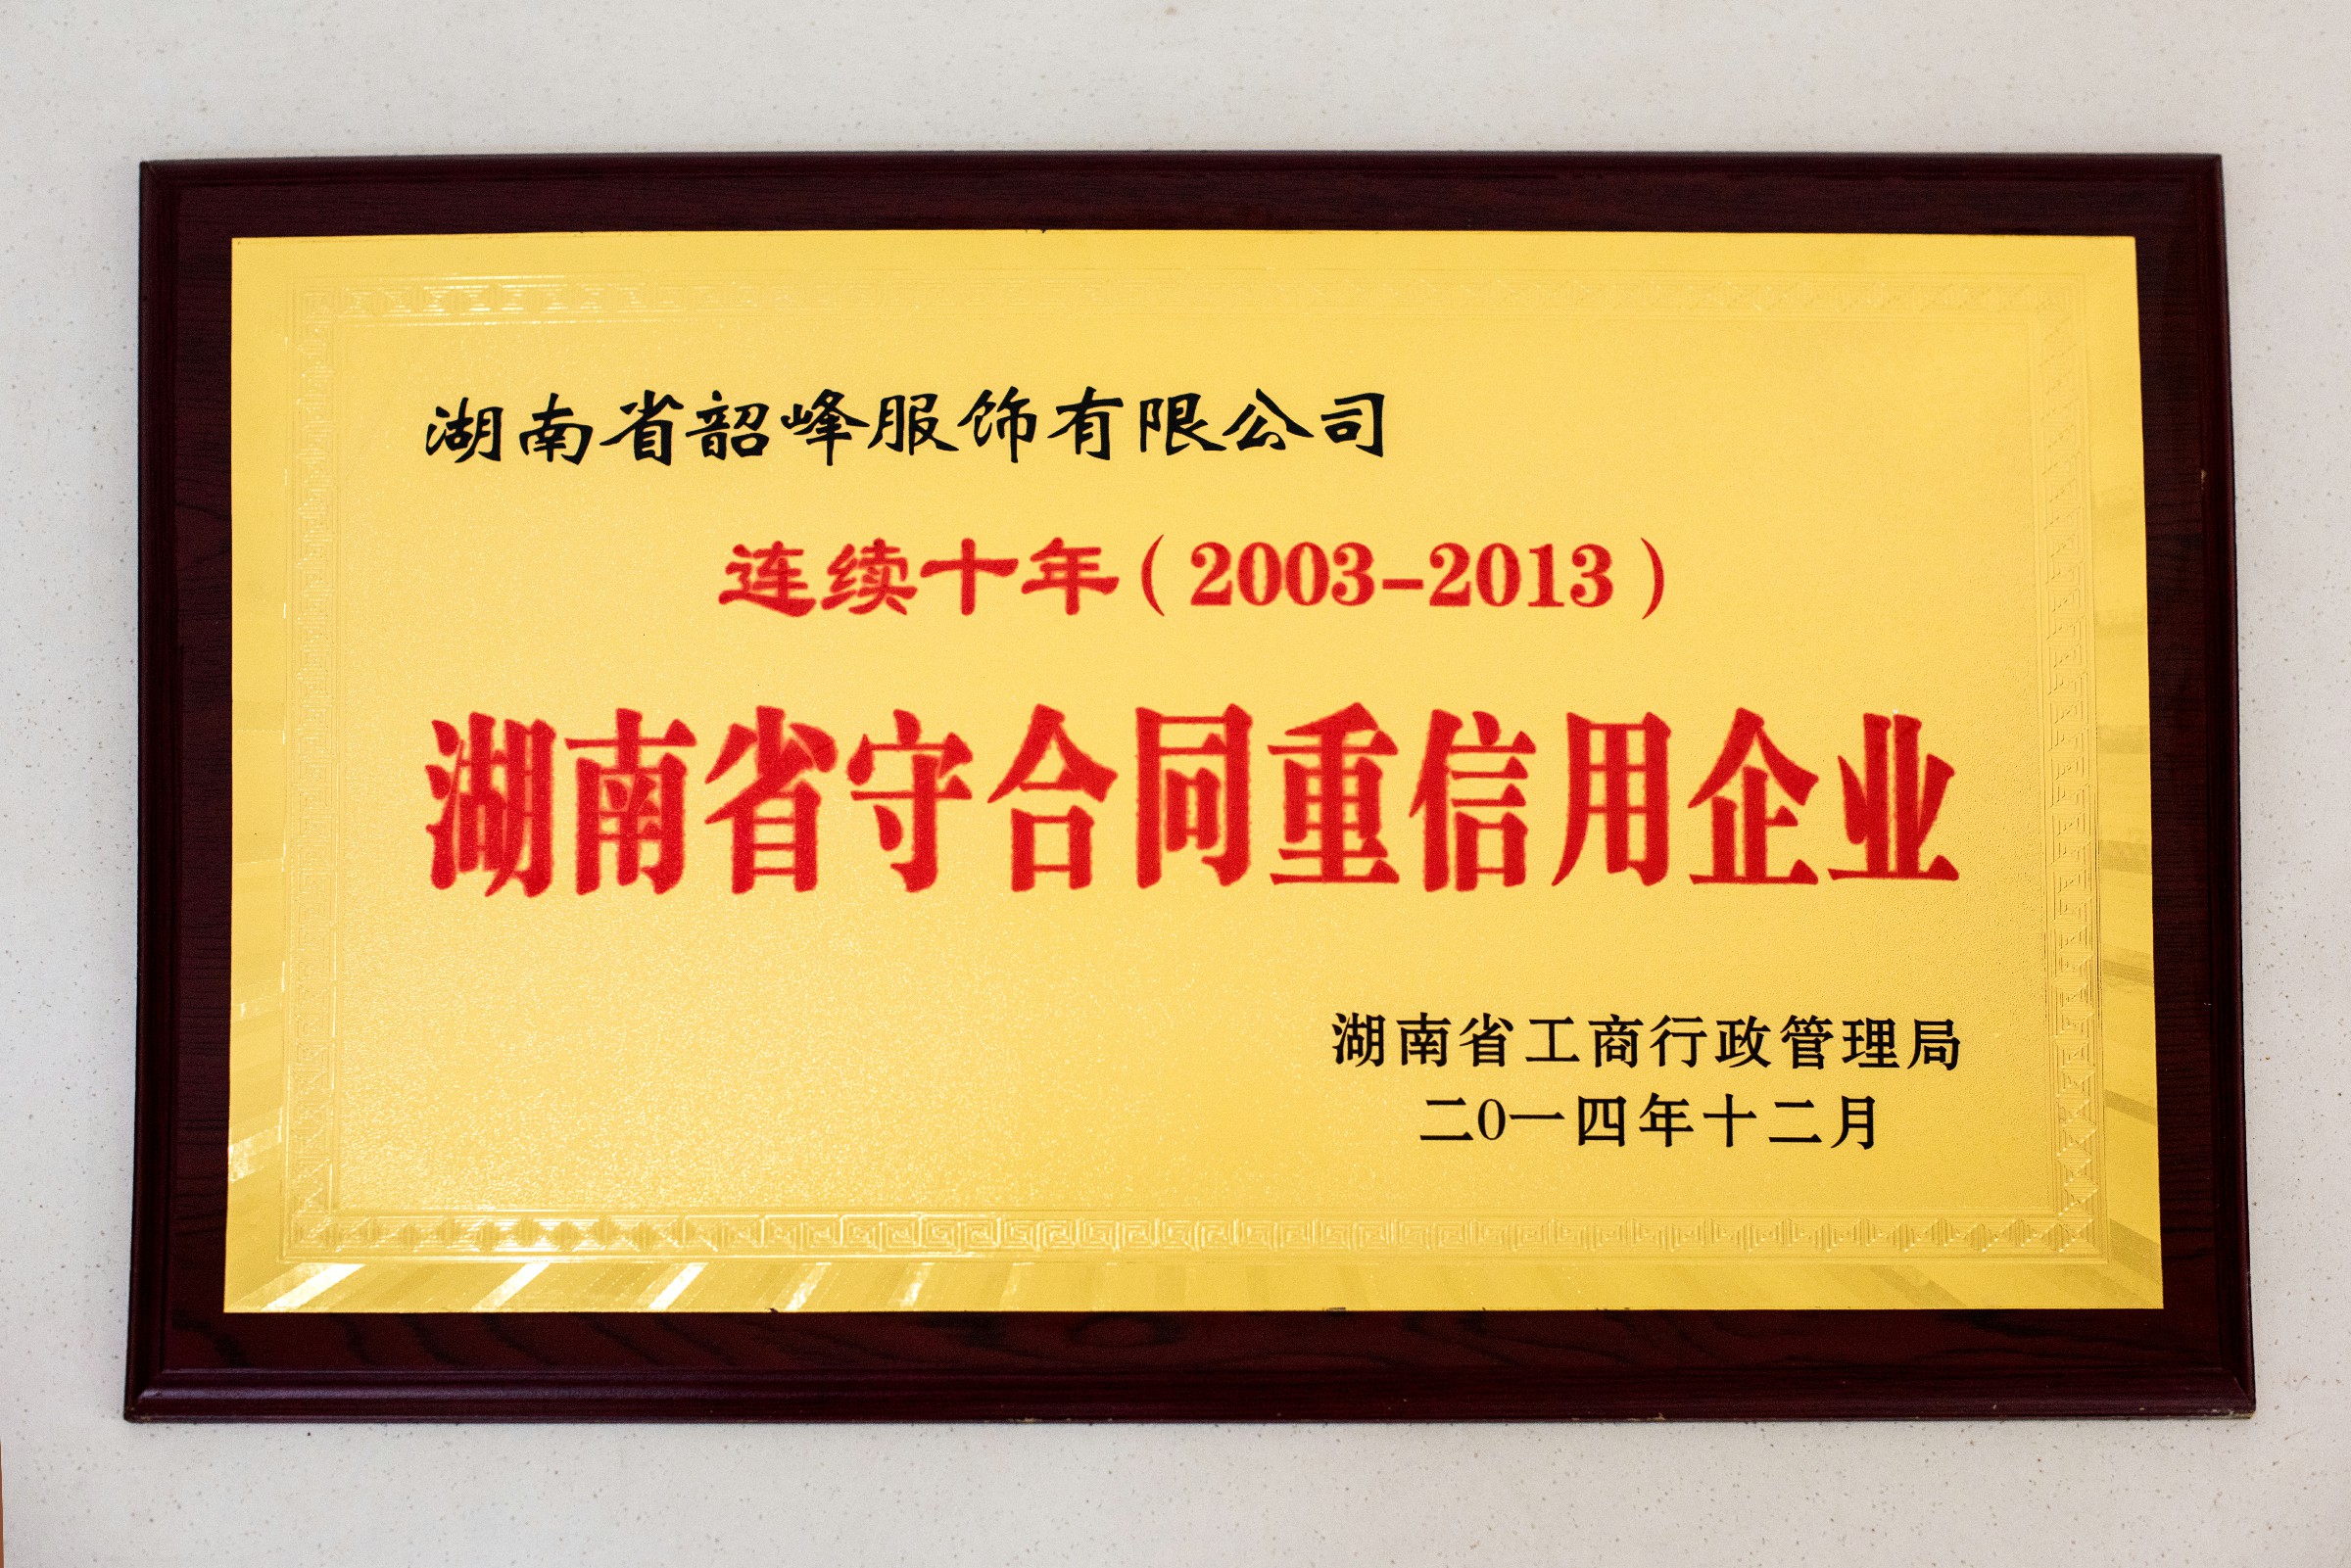 湖南省韶峰服饰有限公司
连续十年（2003-2013）
湖南省守合同重信用企业
湖南省工商行政管理局
二0一四年十二月